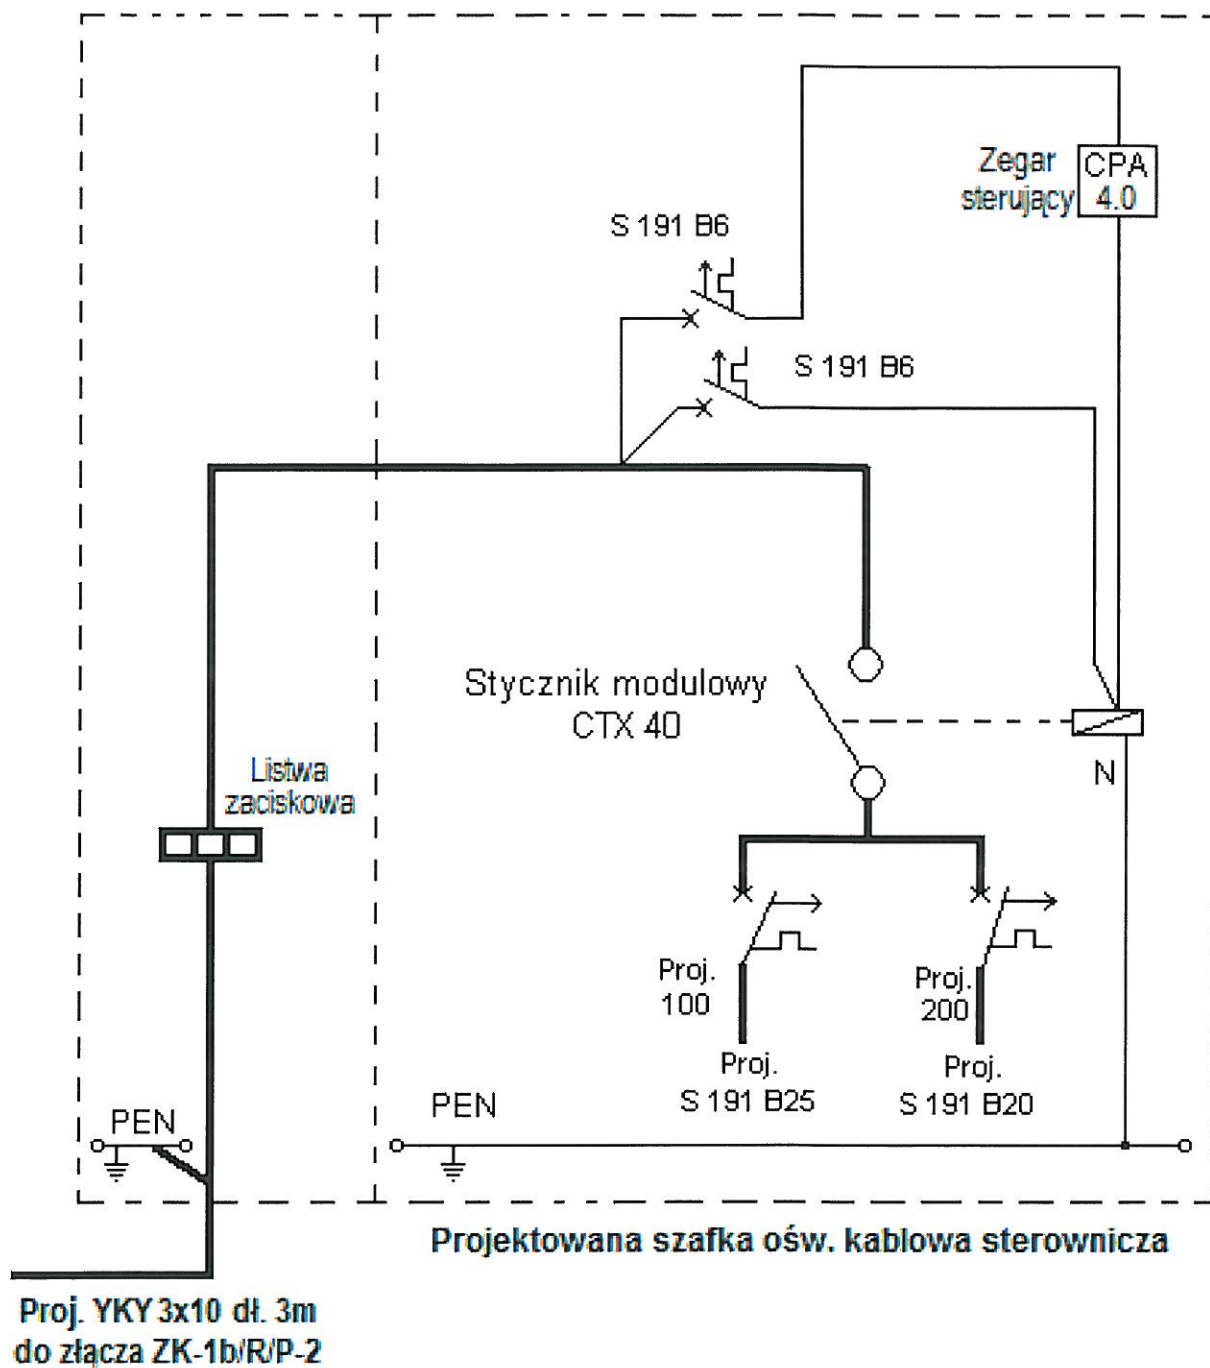 Zegar
sterujący
CPA
4.0
S 191 B6
S 191 B6
Stycznik modulowy
CTX 40
Listwa
zaciskowa
N
Proj.
100
Proj.
200
Proj.
S 191 B25
Proj.
S 191 B20
PEN
PEN
Projektowana szafka ośw. kablowa sterownicza
Proj. YKY 3x10 dł. 3m
do złącza ZK-1b/R/P-2